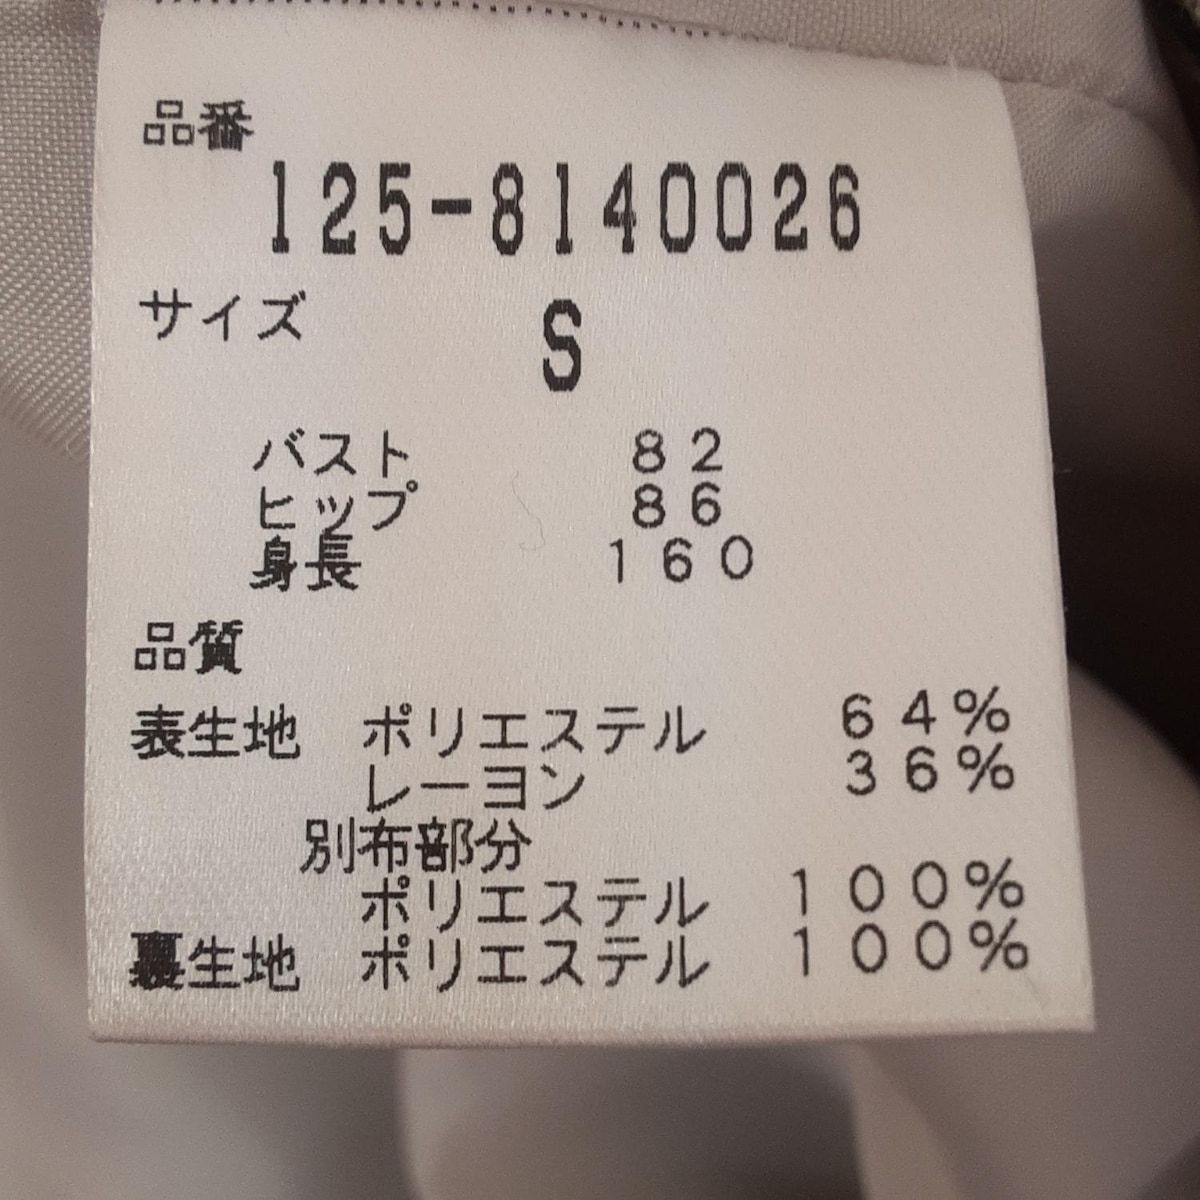 品番
125-8140026
サイズ S
バスト 82
ヒップ 86
身長 160
品質
表生地 ポリエステル 64%
レーヨン 36%
別布部分
ポリエステル 100%
裏生地 ポリエステル 100%